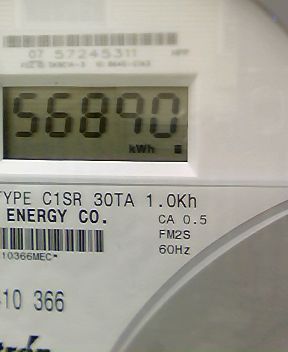 07 57245311
56890
kWh
TYPE C1SR 30TA 1.0Kh
ENERGY CO.
CA 0.5
FM2S
60Hz
10366MEC*
10 366